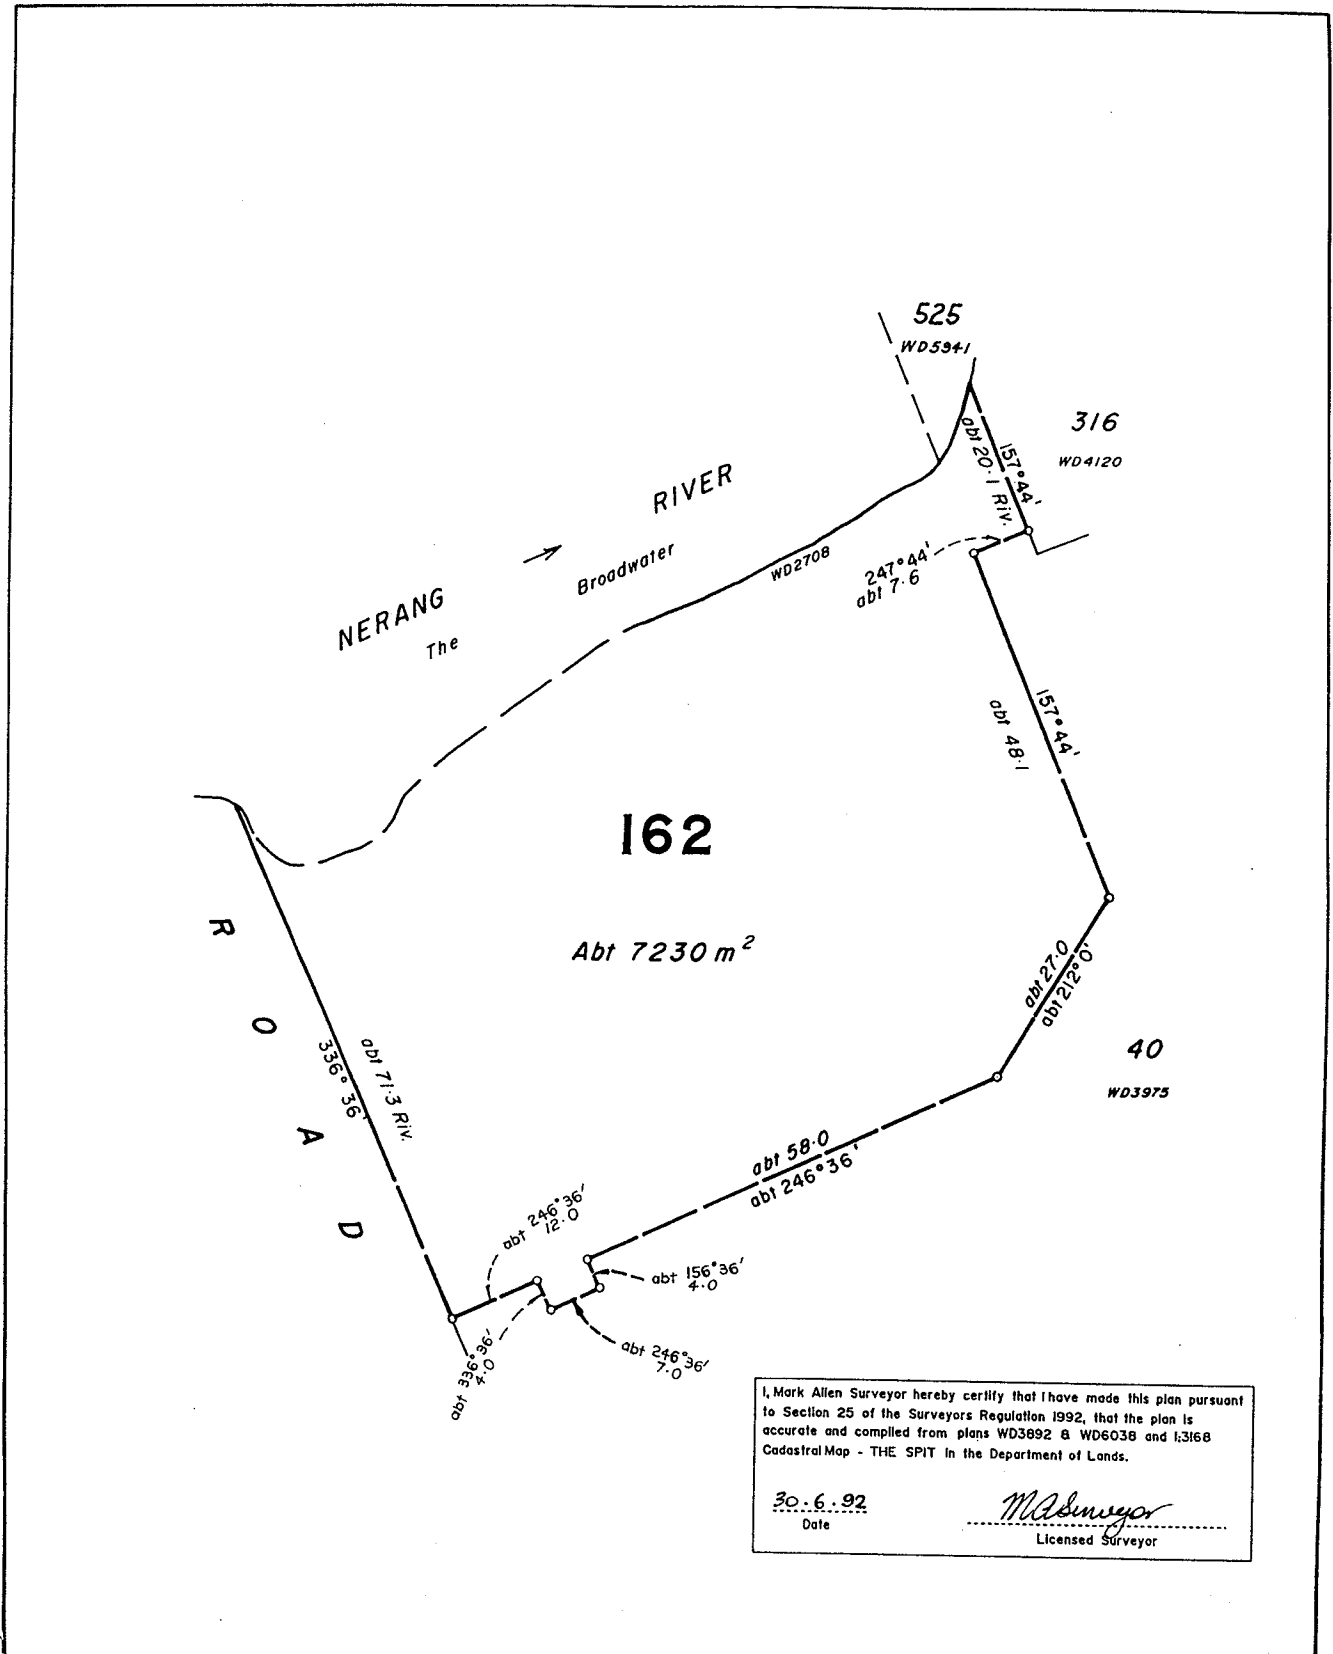 525
WD5941
316
WD4120
abt 20·1 Riv.
157°44'
NERANG RIVER
The Broadwater
WD2708
247°44'
abt 7·6
abt 48·1
157°44'
162
Abt 7230 m²
ROAD
336°36'
abt 71·3 Riv.
abt 27·0
abt 212°0'
40
WD3975
abt 58·0
abt 246°36'
abt 246°36'
12·0
abt 156°36'
4·0
abt 336°36'
4·0
abt 246°36'
7·0
I, Mark Allen Surveyor hereby certify that I have made this plan pursuant
to Section 25 of the Surveyors Regulation 1992, that the plan is
accurate and compiled from plans WD3892 & WD6038 and 1:3168
Cadastral Map - THE SPIT in the Department of Lands.
30·6·92
Date
MASurveyor
Licensed Surveyor